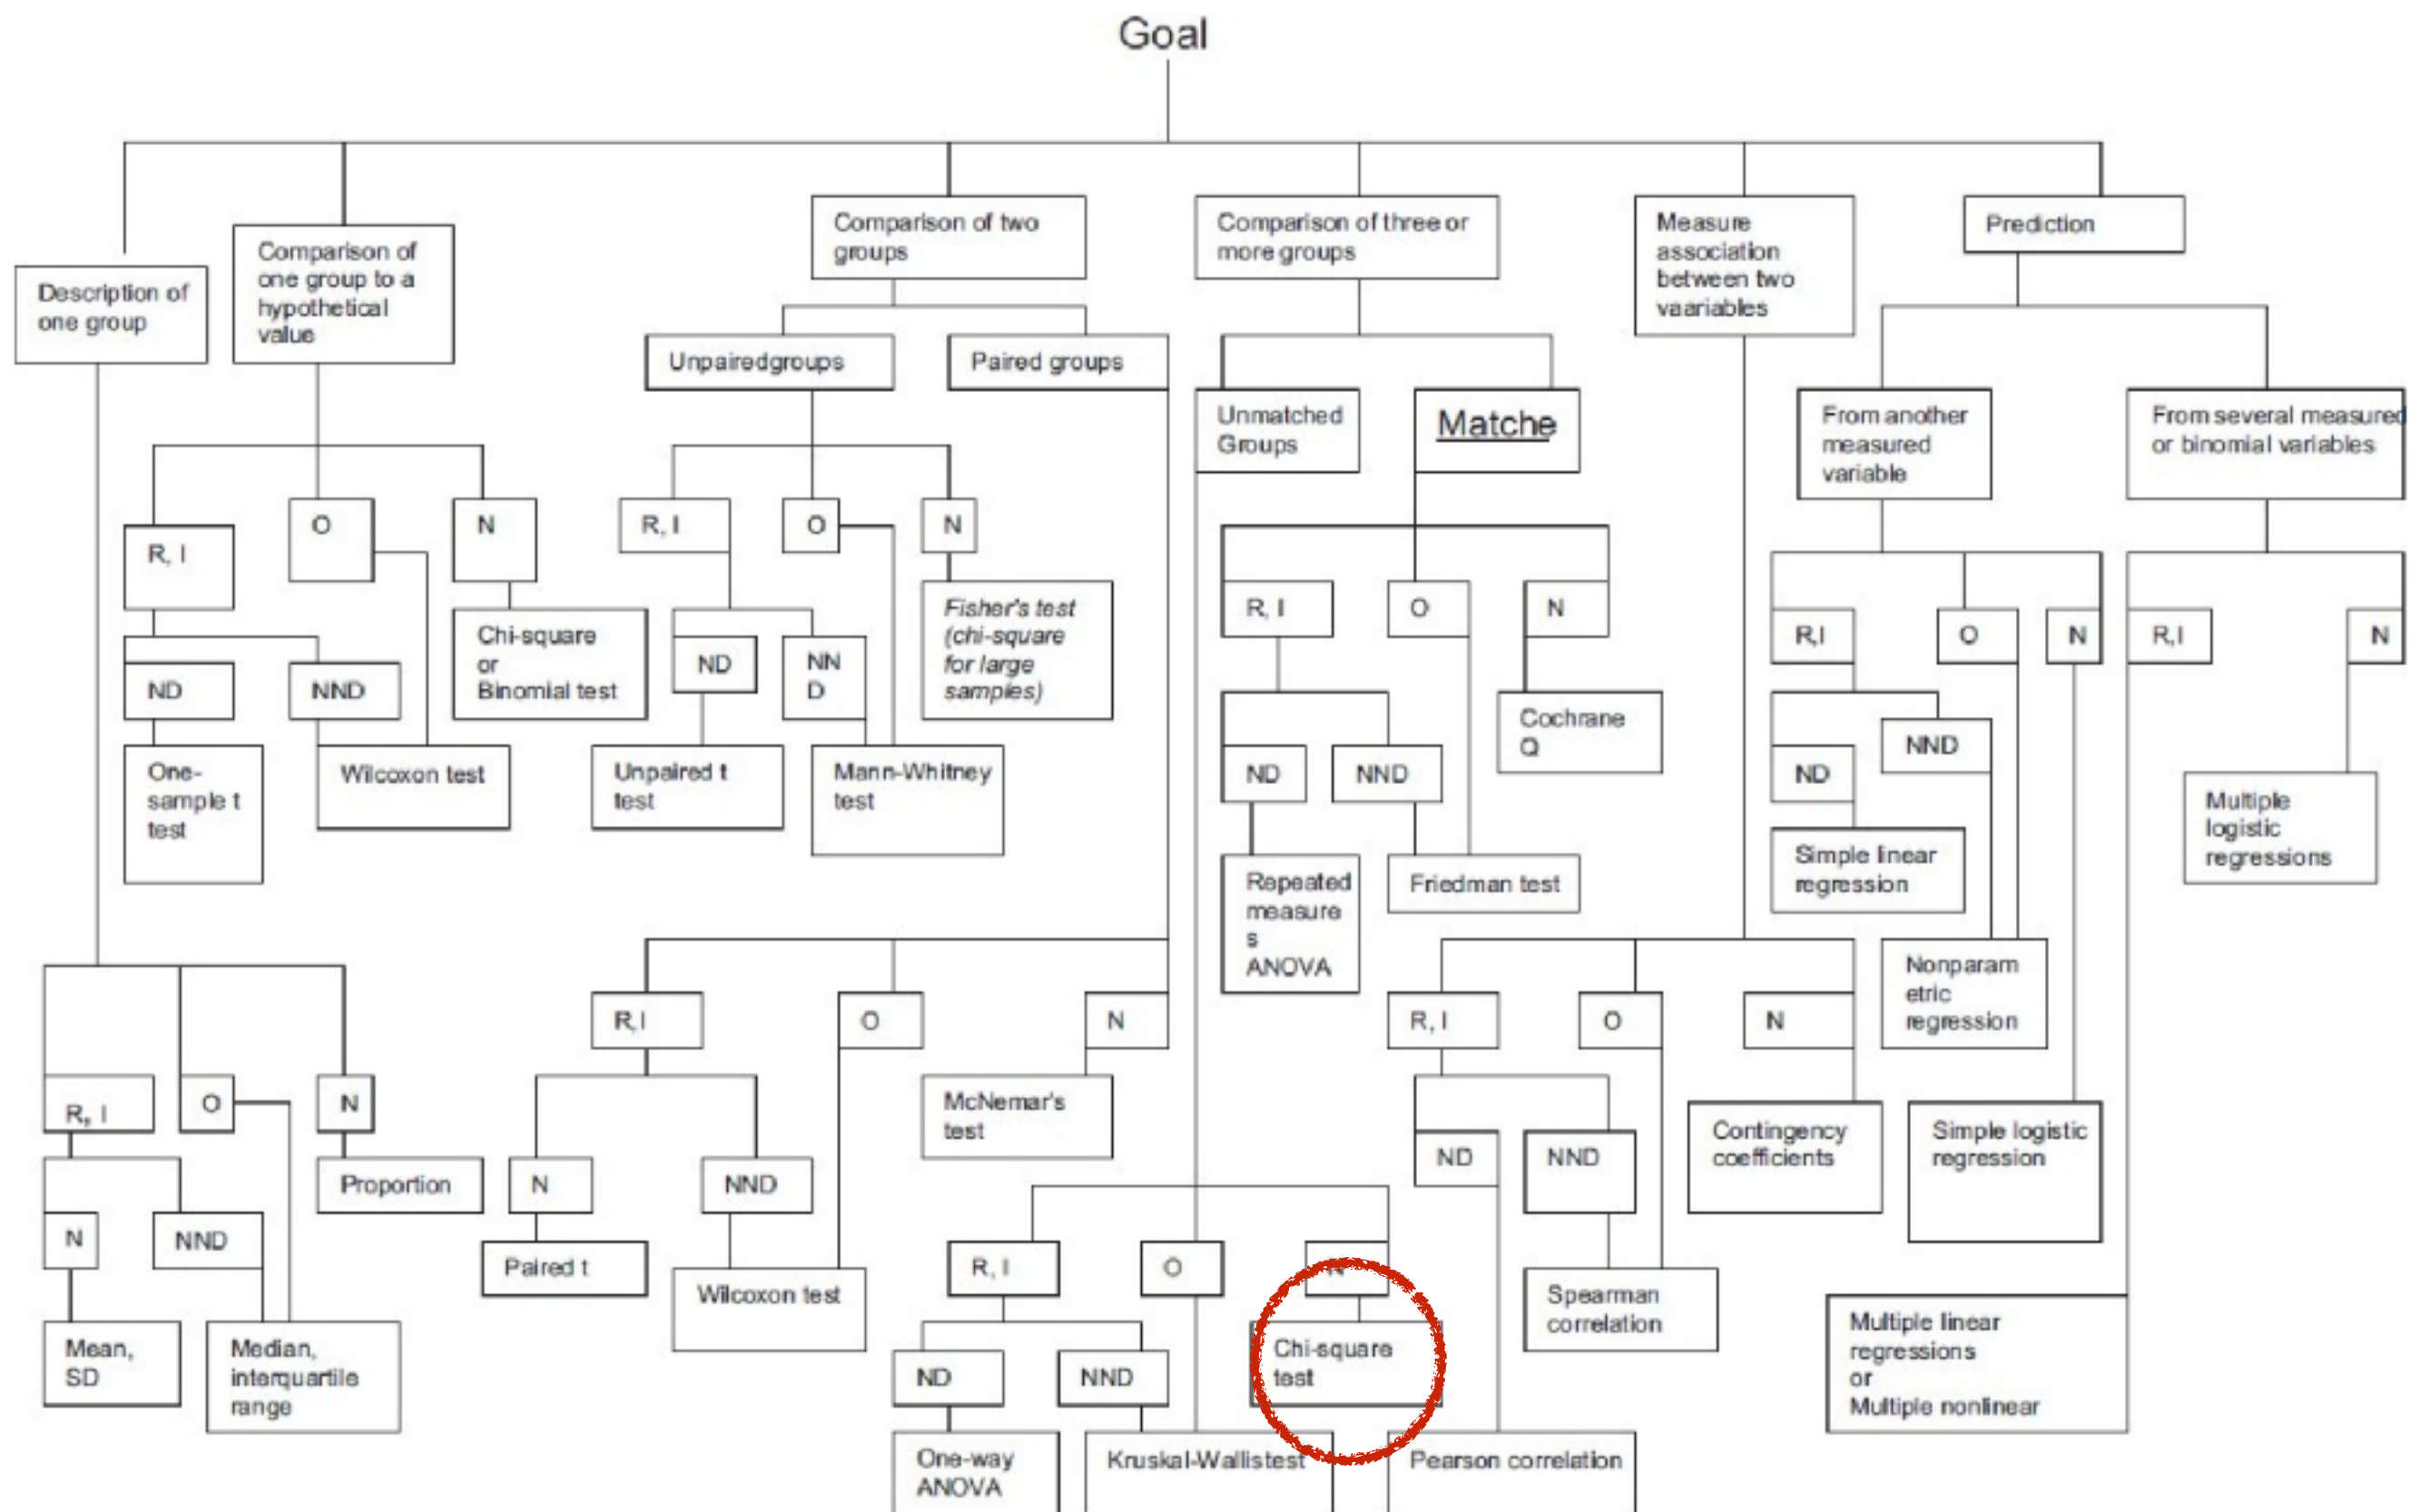 Goal
Description of
one group
Comparison of
one group to a
hypothetical
value
Comparison of two
groups
Comparison of three or
more groups
Measure
association
between two
vaariables
Prediction
Unpairedgroups
Paired groups
Unmatched
Groups
Matche
From another
measured
variable
From several measured
or binomial variables
R, I
O
N
R, I
O
N
R, I
O
N
R,I
O
N
R,I
N
ND
NND
Chi-square
or
Binomial test
ND
NN
D
Fisher's test
(chi-square
for large
samples)
ND
NND
Cochrane
Q
ND
NND
One-
sample t
test
Wilcoxon test
Unpaired t
test
Mann-Whitney
test
Repeated
measure
s
ANOVA
Friedman test
Simple linear
regression
Multiple
logistic
regressions
Nonparam
etric
regression
R,I
O
N
R, I
O
N
R, I
O
N
McNemar's
test
Contingency
coefficients
Simple logistic
regression
N
NND
Proportion
N
NND
ND
NND
Paired t
Wilcoxon test
R, I
O
N
Spearman
correlation
Mean,
SD
Median,
interquartile
range
ND
NND
Chi-square
test
Multiple linear
regressions
or
Multiple nonlinear
One-way
ANOVA
Kruskal-Wallistest
Pearson correlation